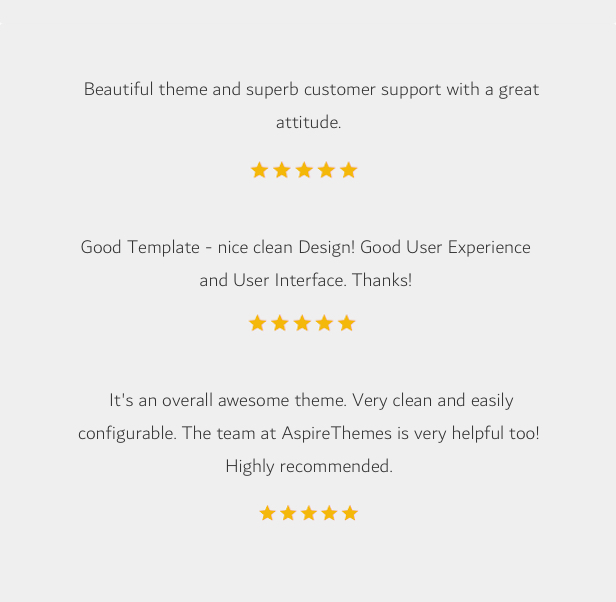 Beautiful theme and superb customer support with a great
attitude.
Good Template - nice clean Design! Good User Experience
and User Interface. Thanks!
It's an overall awesome theme. Very clean and easily
configurable. The team at AspireThemes is very helpful too!
Highly recommended.